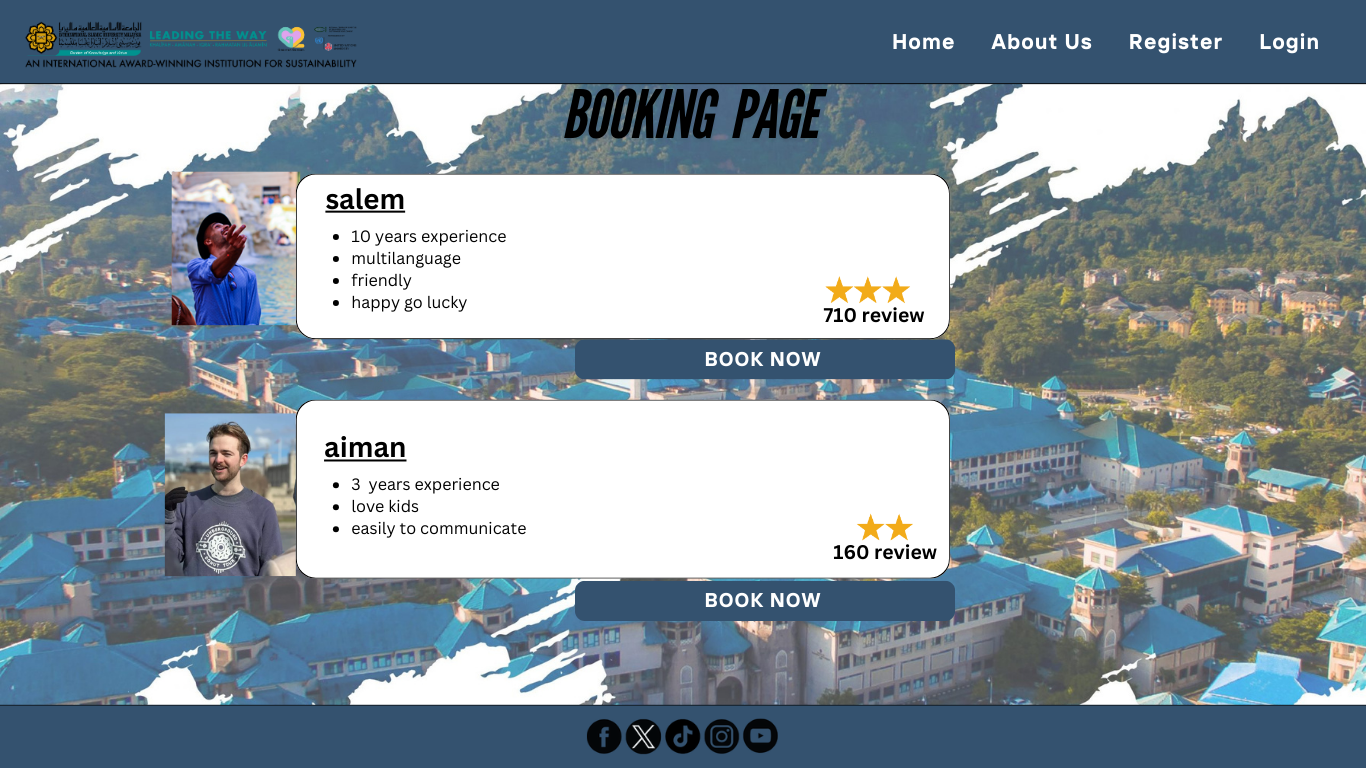 LEADING THE WAY
AN INTERNATIONAL AWARD-WINNING INSTITUTION FOR SUSTAINABILITY
Home About Us Register Login
BOOKING PAGE
salem
• 10 years experience
• multilanguage
• friendly
• happy go lucky
710 review
BOOK NOW
aiman
• 3 years experience
• love kids
• easily to communicate
160 review
BOOK NOW